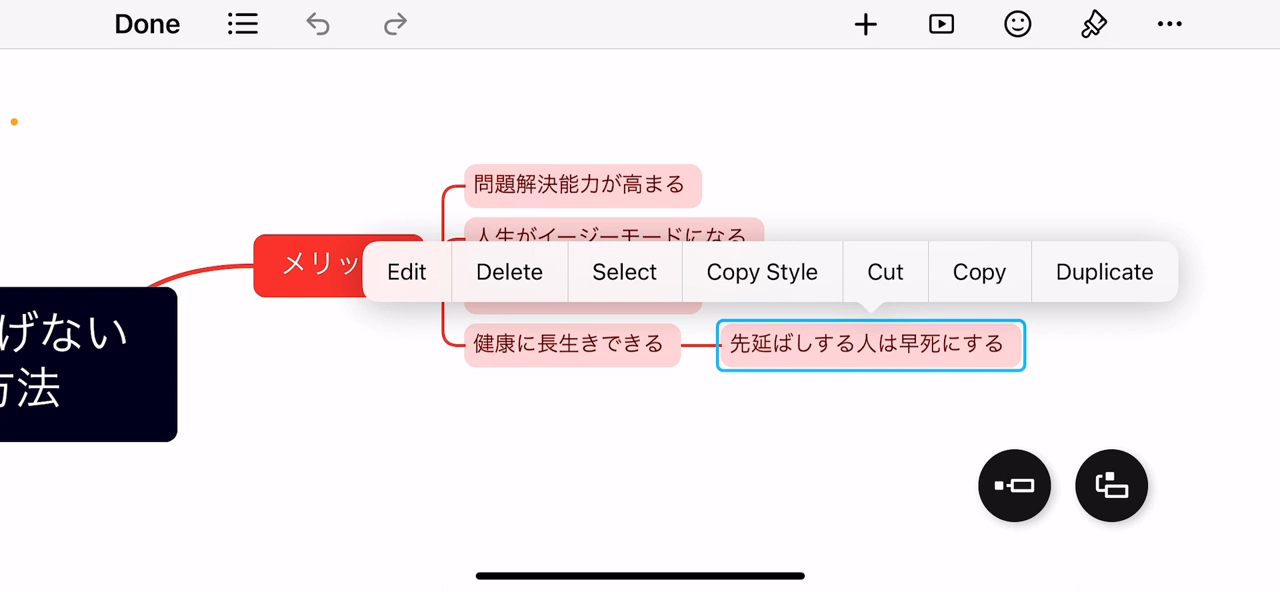 Done
問題解決能力が高まる
人生がイージーモードになる
メリッ
Edit
Delete
Select
Copy Style
Cut
Copy
Duplicate
げない
方法
健康に長生きできる
先延ばしする人は早死にする